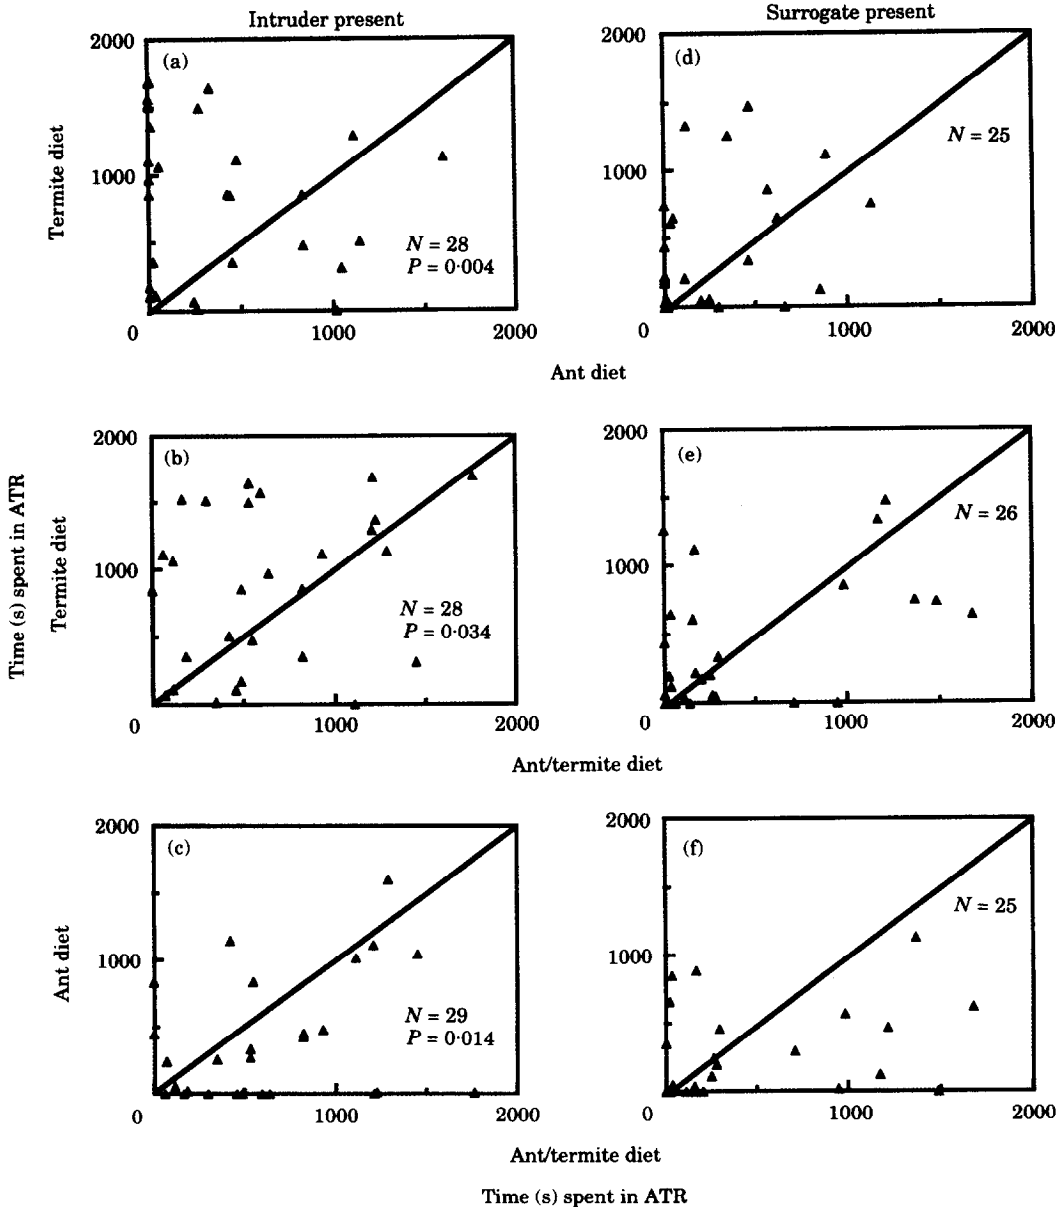 Intruder present
Surrogate present
2000
(a)
Termite diet
1000
N = 28
P = 0·004
0
1000
2000
2000
(d)
N = 25
1000
0
1000
2000
Ant diet
2000
(b)
Time (s) spent in ATR
Termite diet
1000
N = 28
P = 0·034
0
1000
2000
2000
(e)
N = 26
1000
0
1000
2000
Ant/termite diet
2000
(c)
Ant diet
1000
N = 29
P = 0·014
0
1000
2000
2000
(f)
N = 25
1000
0
1000
2000
Ant/termite diet
Time (s) spent in ATR